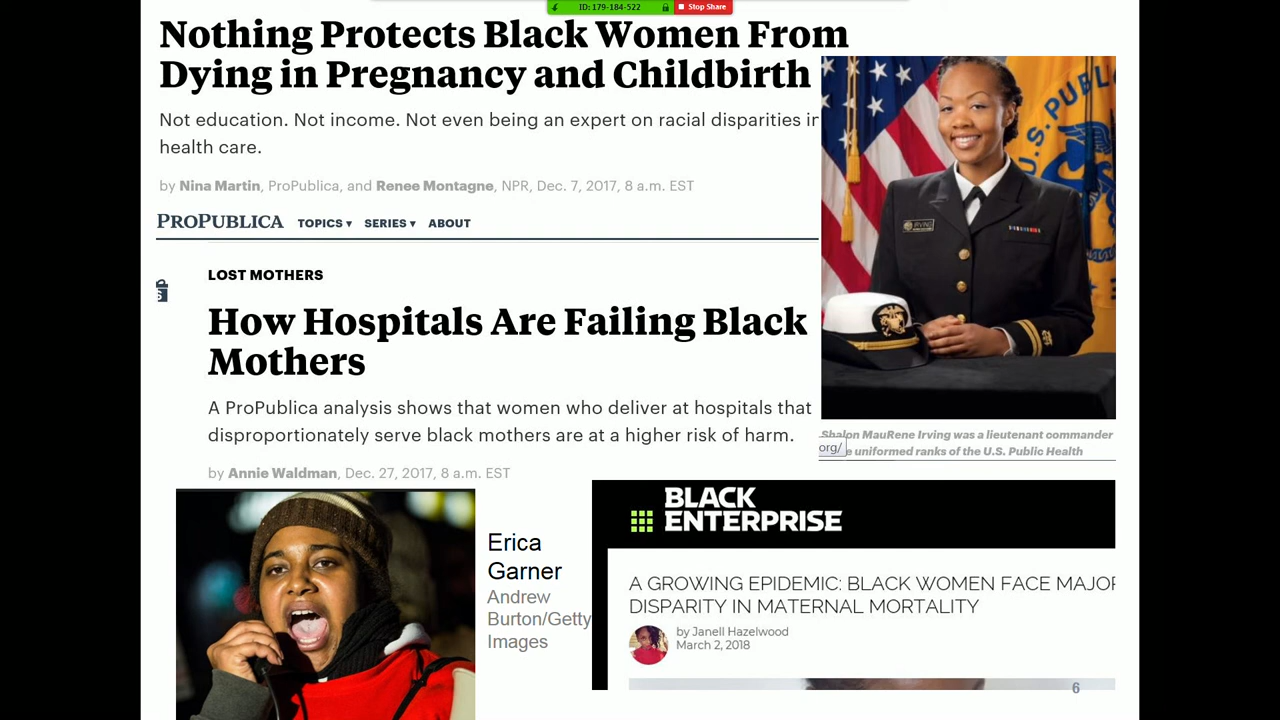 ID: 179-184-522
Stop Share
Nothing Protects Black Women From
Dying in Pregnancy and Childbirth
Not education. Not income. Not even being an expert on racial disparities in
health care.
by Nina Martin, ProPublica, and Renee Montagne, NPR, Dec. 7, 2017, 8 a.m. EST
U.S. PUBL
IRVING
PROPUBLICA TOPICS ▾ SERIES ▾ ABOUT
LOST MOTHERS
How Hospitals Are Failing Black
Mothers
A ProPublica analysis shows that women who deliver at hospitals that
disproportionately serve black mothers are at a higher risk of harm.
by Annie Waldman, Dec. 27, 2017, 8 a.m. EST
Shalon MauRene Irving was a lieutenant commander
e uniformed ranks of the U.S. Public Health
org/
Erica
Garner
Andrew
Burton/Getty
Images
BLACK
ENTERPRISE
A GROWING EPIDEMIC: BLACK WOMEN FACE MAJOR
DISPARITY IN MATERNAL MORTALITY
by Janell Hazelwood
March 2, 2018
6